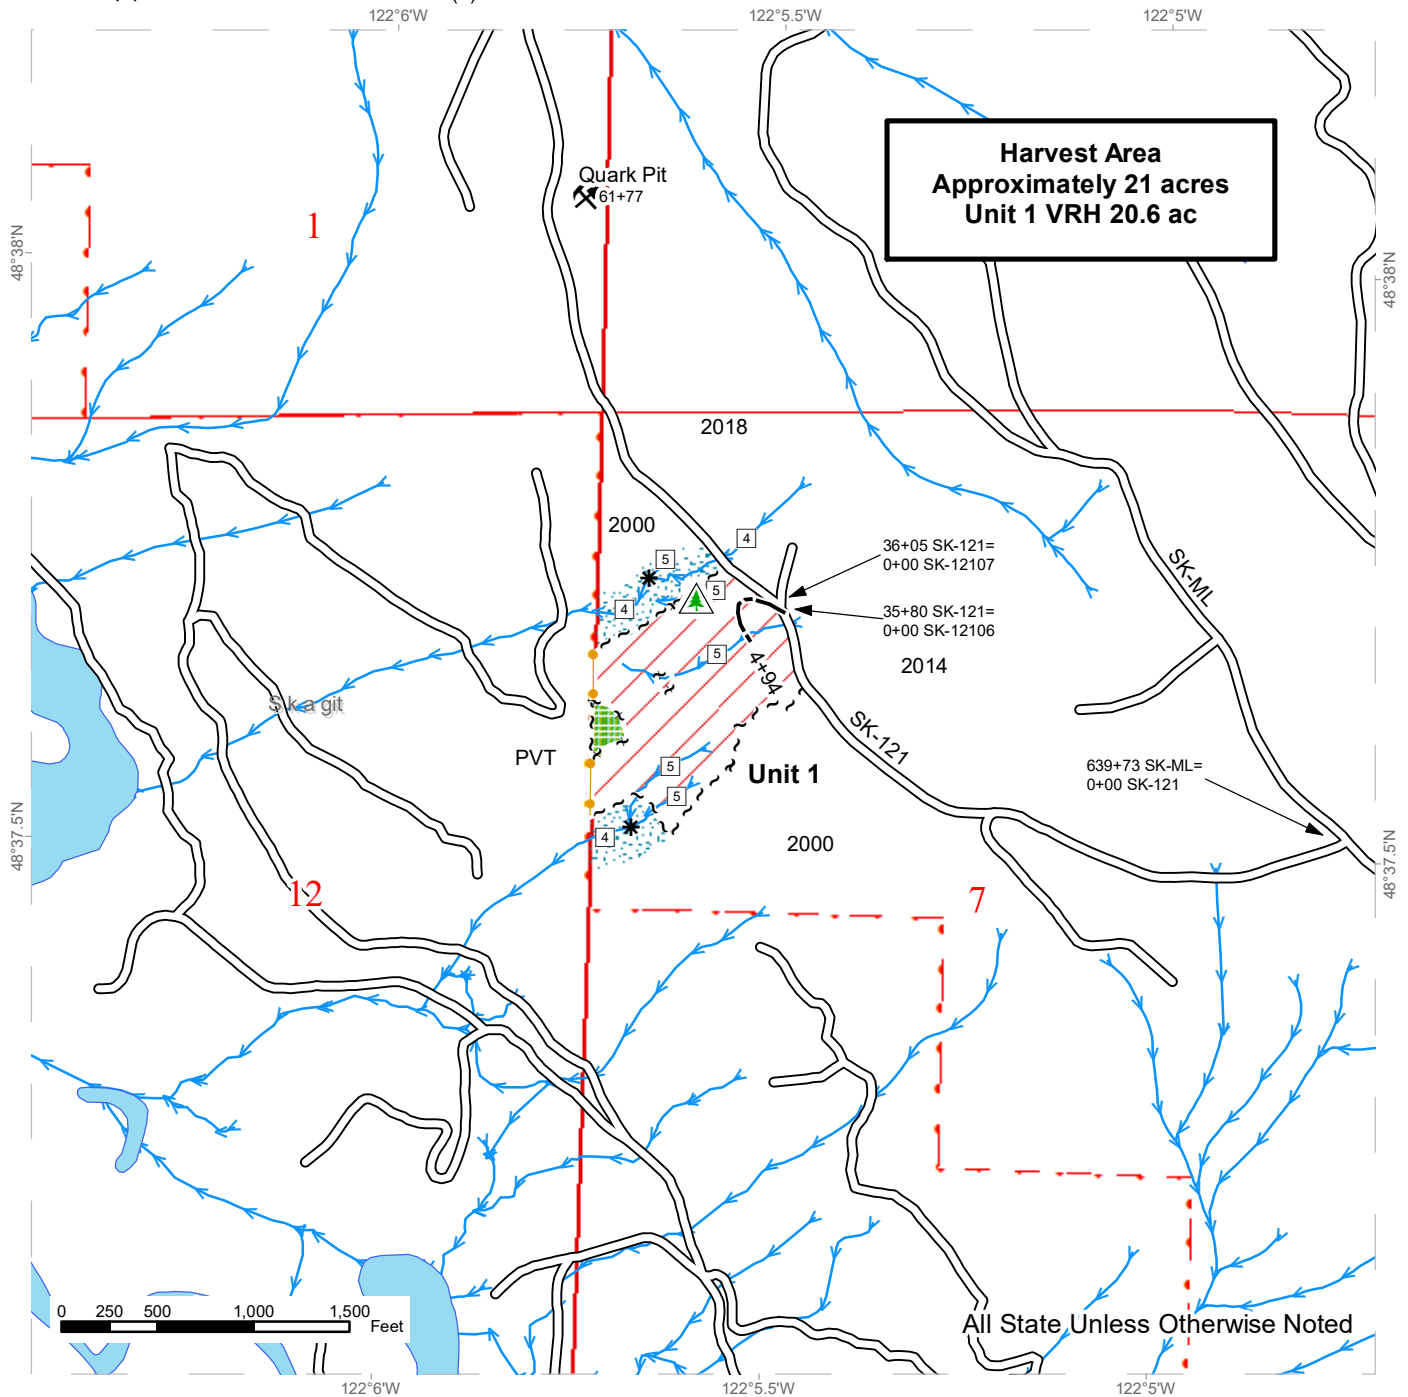 122°6'W
122°5.5'W
122°5'W
Harvest Area
Approximately 21 acres
Unit 1 VRH 20.6 ac
Quark Pit
61+77
1
48°38'N
48°38'N
2018
2000
4
5
36+05 SK-121=
0+00 SK-12107
SK-ML
5
4
35+80 SK-121=
0+00 SK-12106
5
4+94
2014
Skagit
SK-121
PVT
5
Unit 1
639+73 SK-ML=
0+00 SK-121
5
4
48°37.5'N
2000
48°37.5'N
12
7
0 250 500 1,000 1,500
Feet
All State Unless Otherwise Noted
122°6'W
122°5.5'W
122°5'W